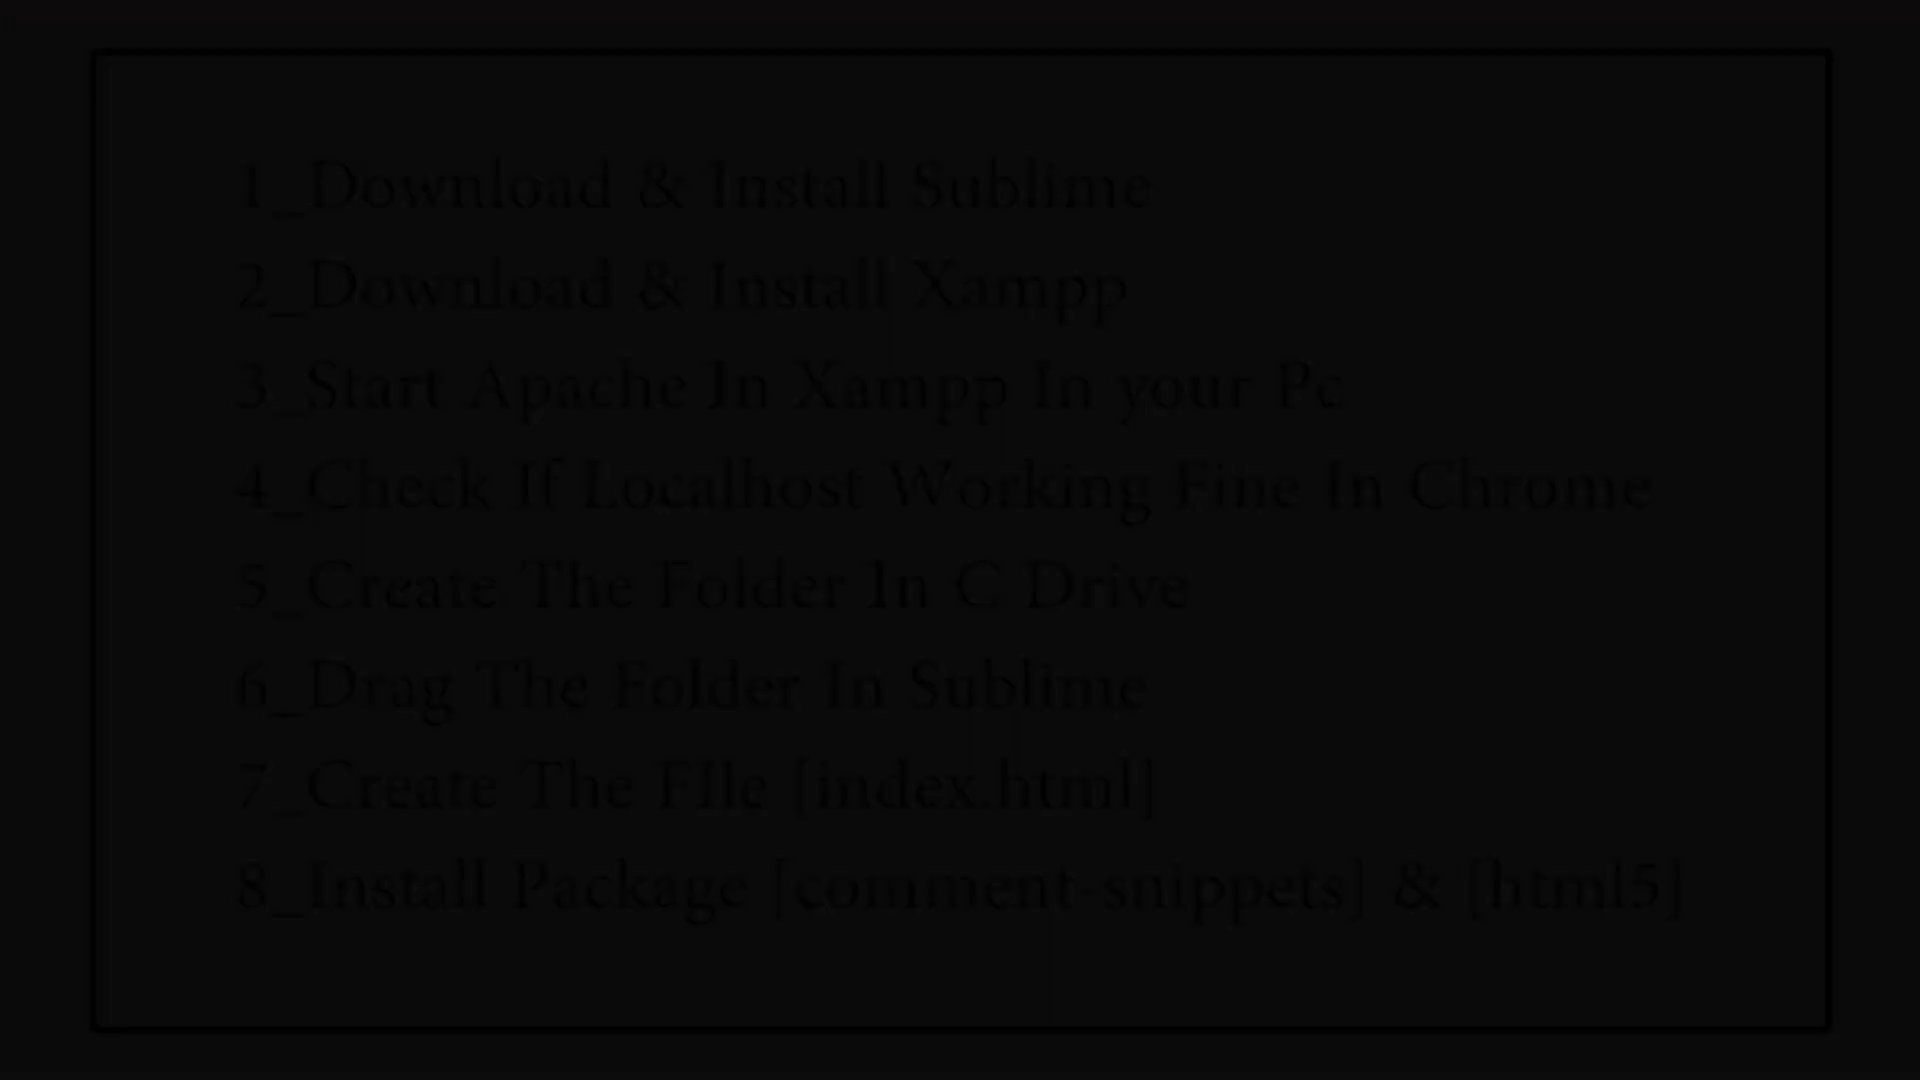 1_Download & Install Sublime
2_Download & Install Xampp
3_Start Apache In Xampp In your Pc
4_Check If Localhost Working Fine In Chrome
5_Create The Folder In C Drive
6_Drag The Folder In Sublime
7_Create The FIle [index.html]
8_Install Package [comment-snippets] & [html5]